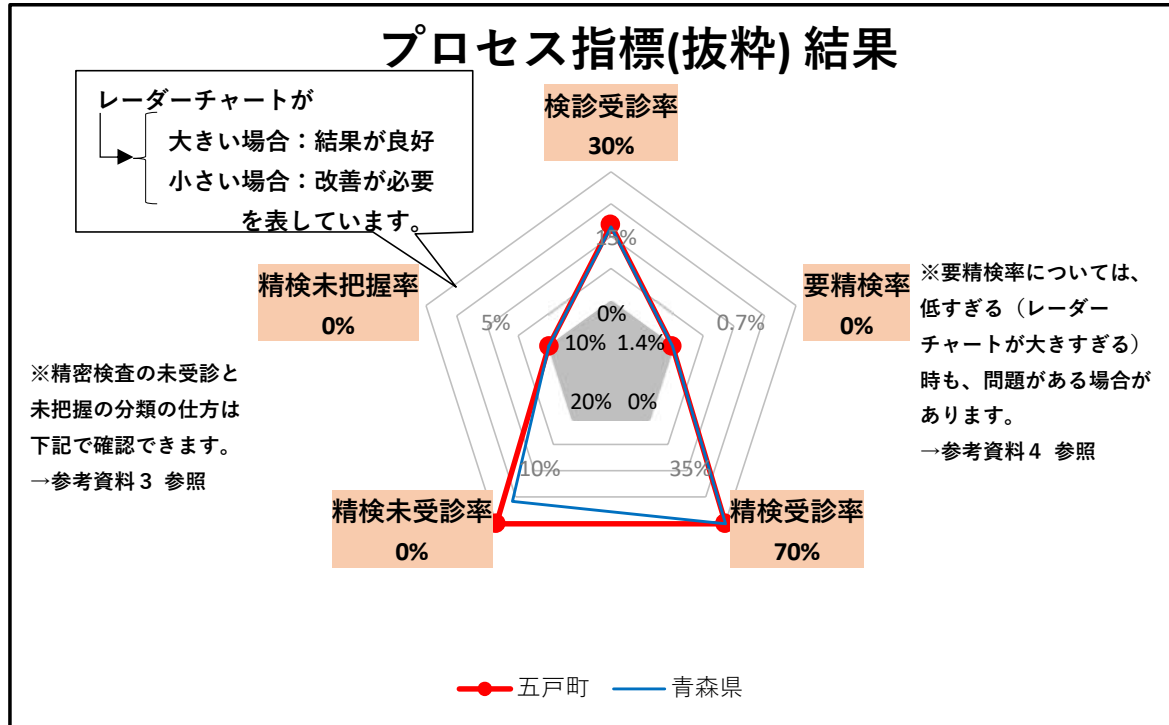 プロセス指標(抜粋) 結果
レーダーチャートが
大きい場合：結果が良好
小さい場合：改善が必要
を表しています。
検診受診率
30%
15%
0%
精検未把握率
0%
5%
10%
1.4%
0.7%
要精検率
0%
※要精検率については、
低すぎる（レーダー
チャートが大きすぎる）
時も、問題がある場合が
あります。
→参考資料４ 参照
※精密検査の未受診と
未把握の分類の仕方は
下記で確認できます。
→参考資料３ 参照
20%
0%
10%
35%
精検未受診率
0%
精検受診率
70%
五戸町
青森県